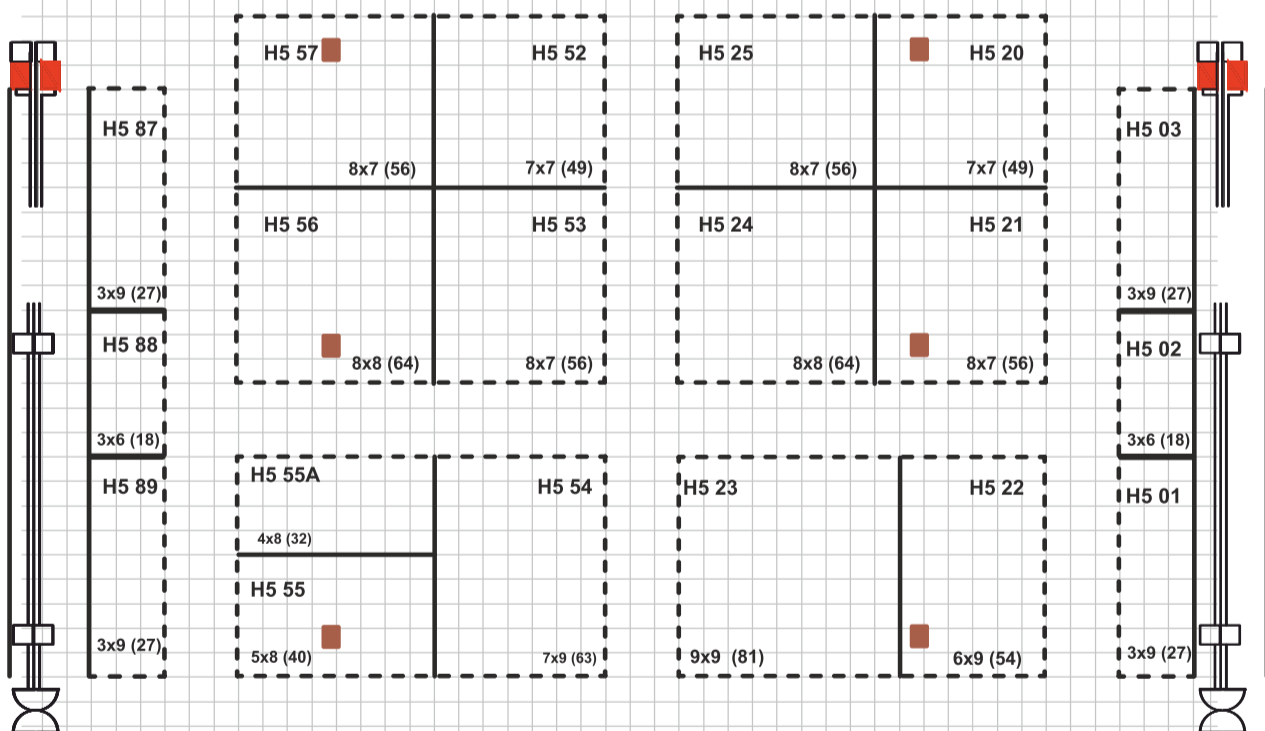 H5 57
H5 52
H5 25
H5 20
H5 87
H5 03
8x7 (56)
7x7 (49)
8x7 (56)
7x7 (49)
H5 56
H5 53
H5 24
H5 21
3x9 (27)
3x9 (27)
H5 88
H5 02
8x8 (64)
8x7 (56)
8x8 (64)
8x7 (56)
3x6 (18)
3x6 (18)
H5 55A
H5 89
H5 54
H5 23
H5 22
H5 01
4x8 (32)
H5 55
3x9 (27)
5x8 (40)
7x9 (63)
9x9 (81)
6x9 (54)
3x9 (27)